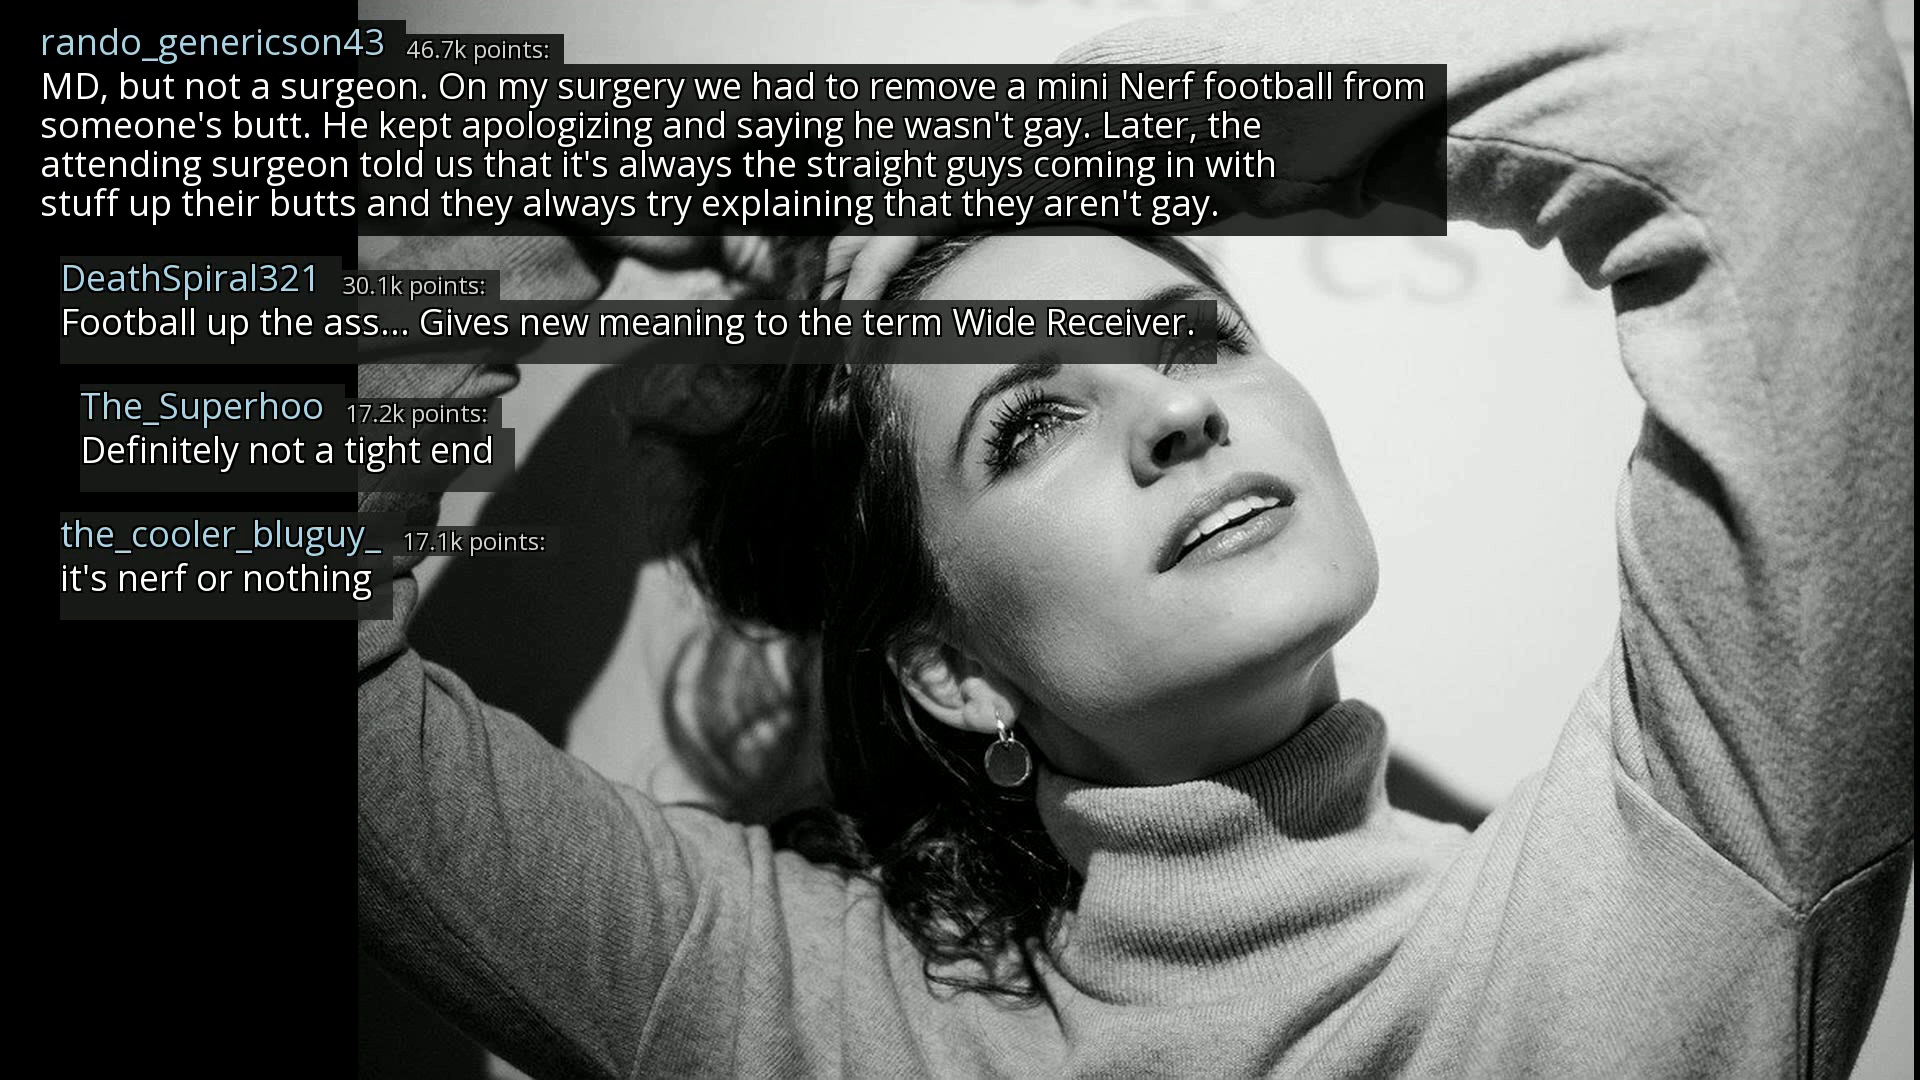 rando_genericson43 46.7k points:
MD, but not a surgeon. On my surgery we had to remove a mini Nerf football from
someone's butt. He kept apologizing and saying he wasn't gay. Later, the
attending surgeon told us that it's always the straight guys coming in with
stuff up their butts and they always try explaining that they aren't gay.
DeathSpiral321 30.1k points:
Football up the ass... Gives new meaning to the term Wide Receiver.
The_Superhoo 17.2k points:
Definitely not a tight end
the_cooler_bluguy_ 17.1k points:
it's nerf or nothing